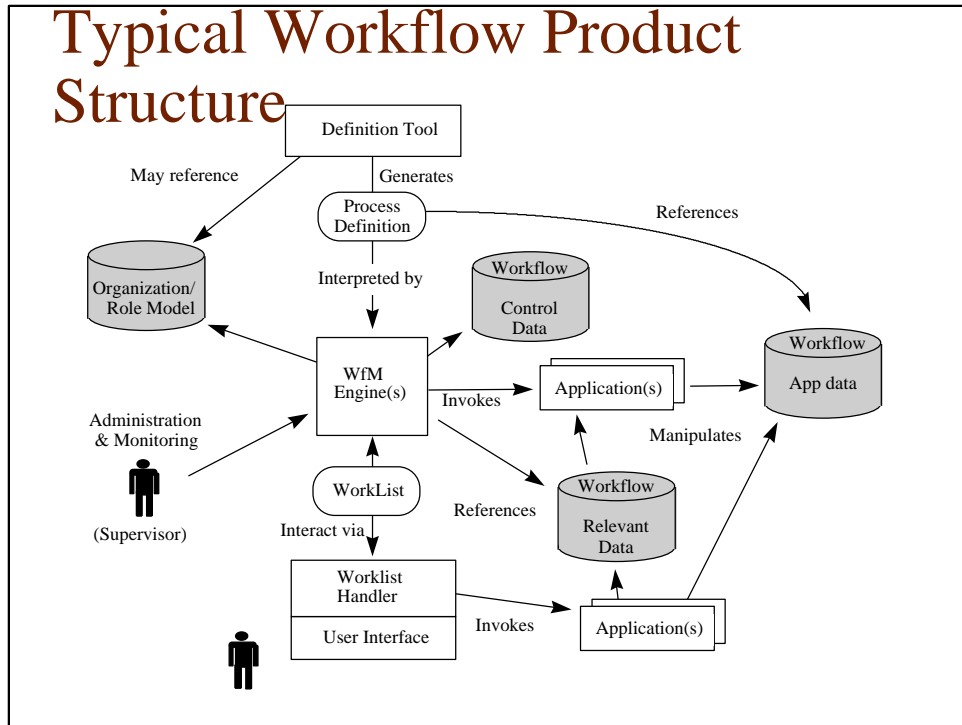 Typical Workflow Product
Structure
Definition Tool
May reference
Generates
Process
Definition
References
Organization/
Role Model
Interpreted by
Workflow
Control
Data
Workflow
App data
WfM
Engine(s)
Invokes
Application(s)
Manipulates
Administration
& Monitoring
(Supervisor)
WorkList
References
Workflow
Relevant
Data
Interact via
Worklist
Handler
User Interface
Invokes
Application(s)